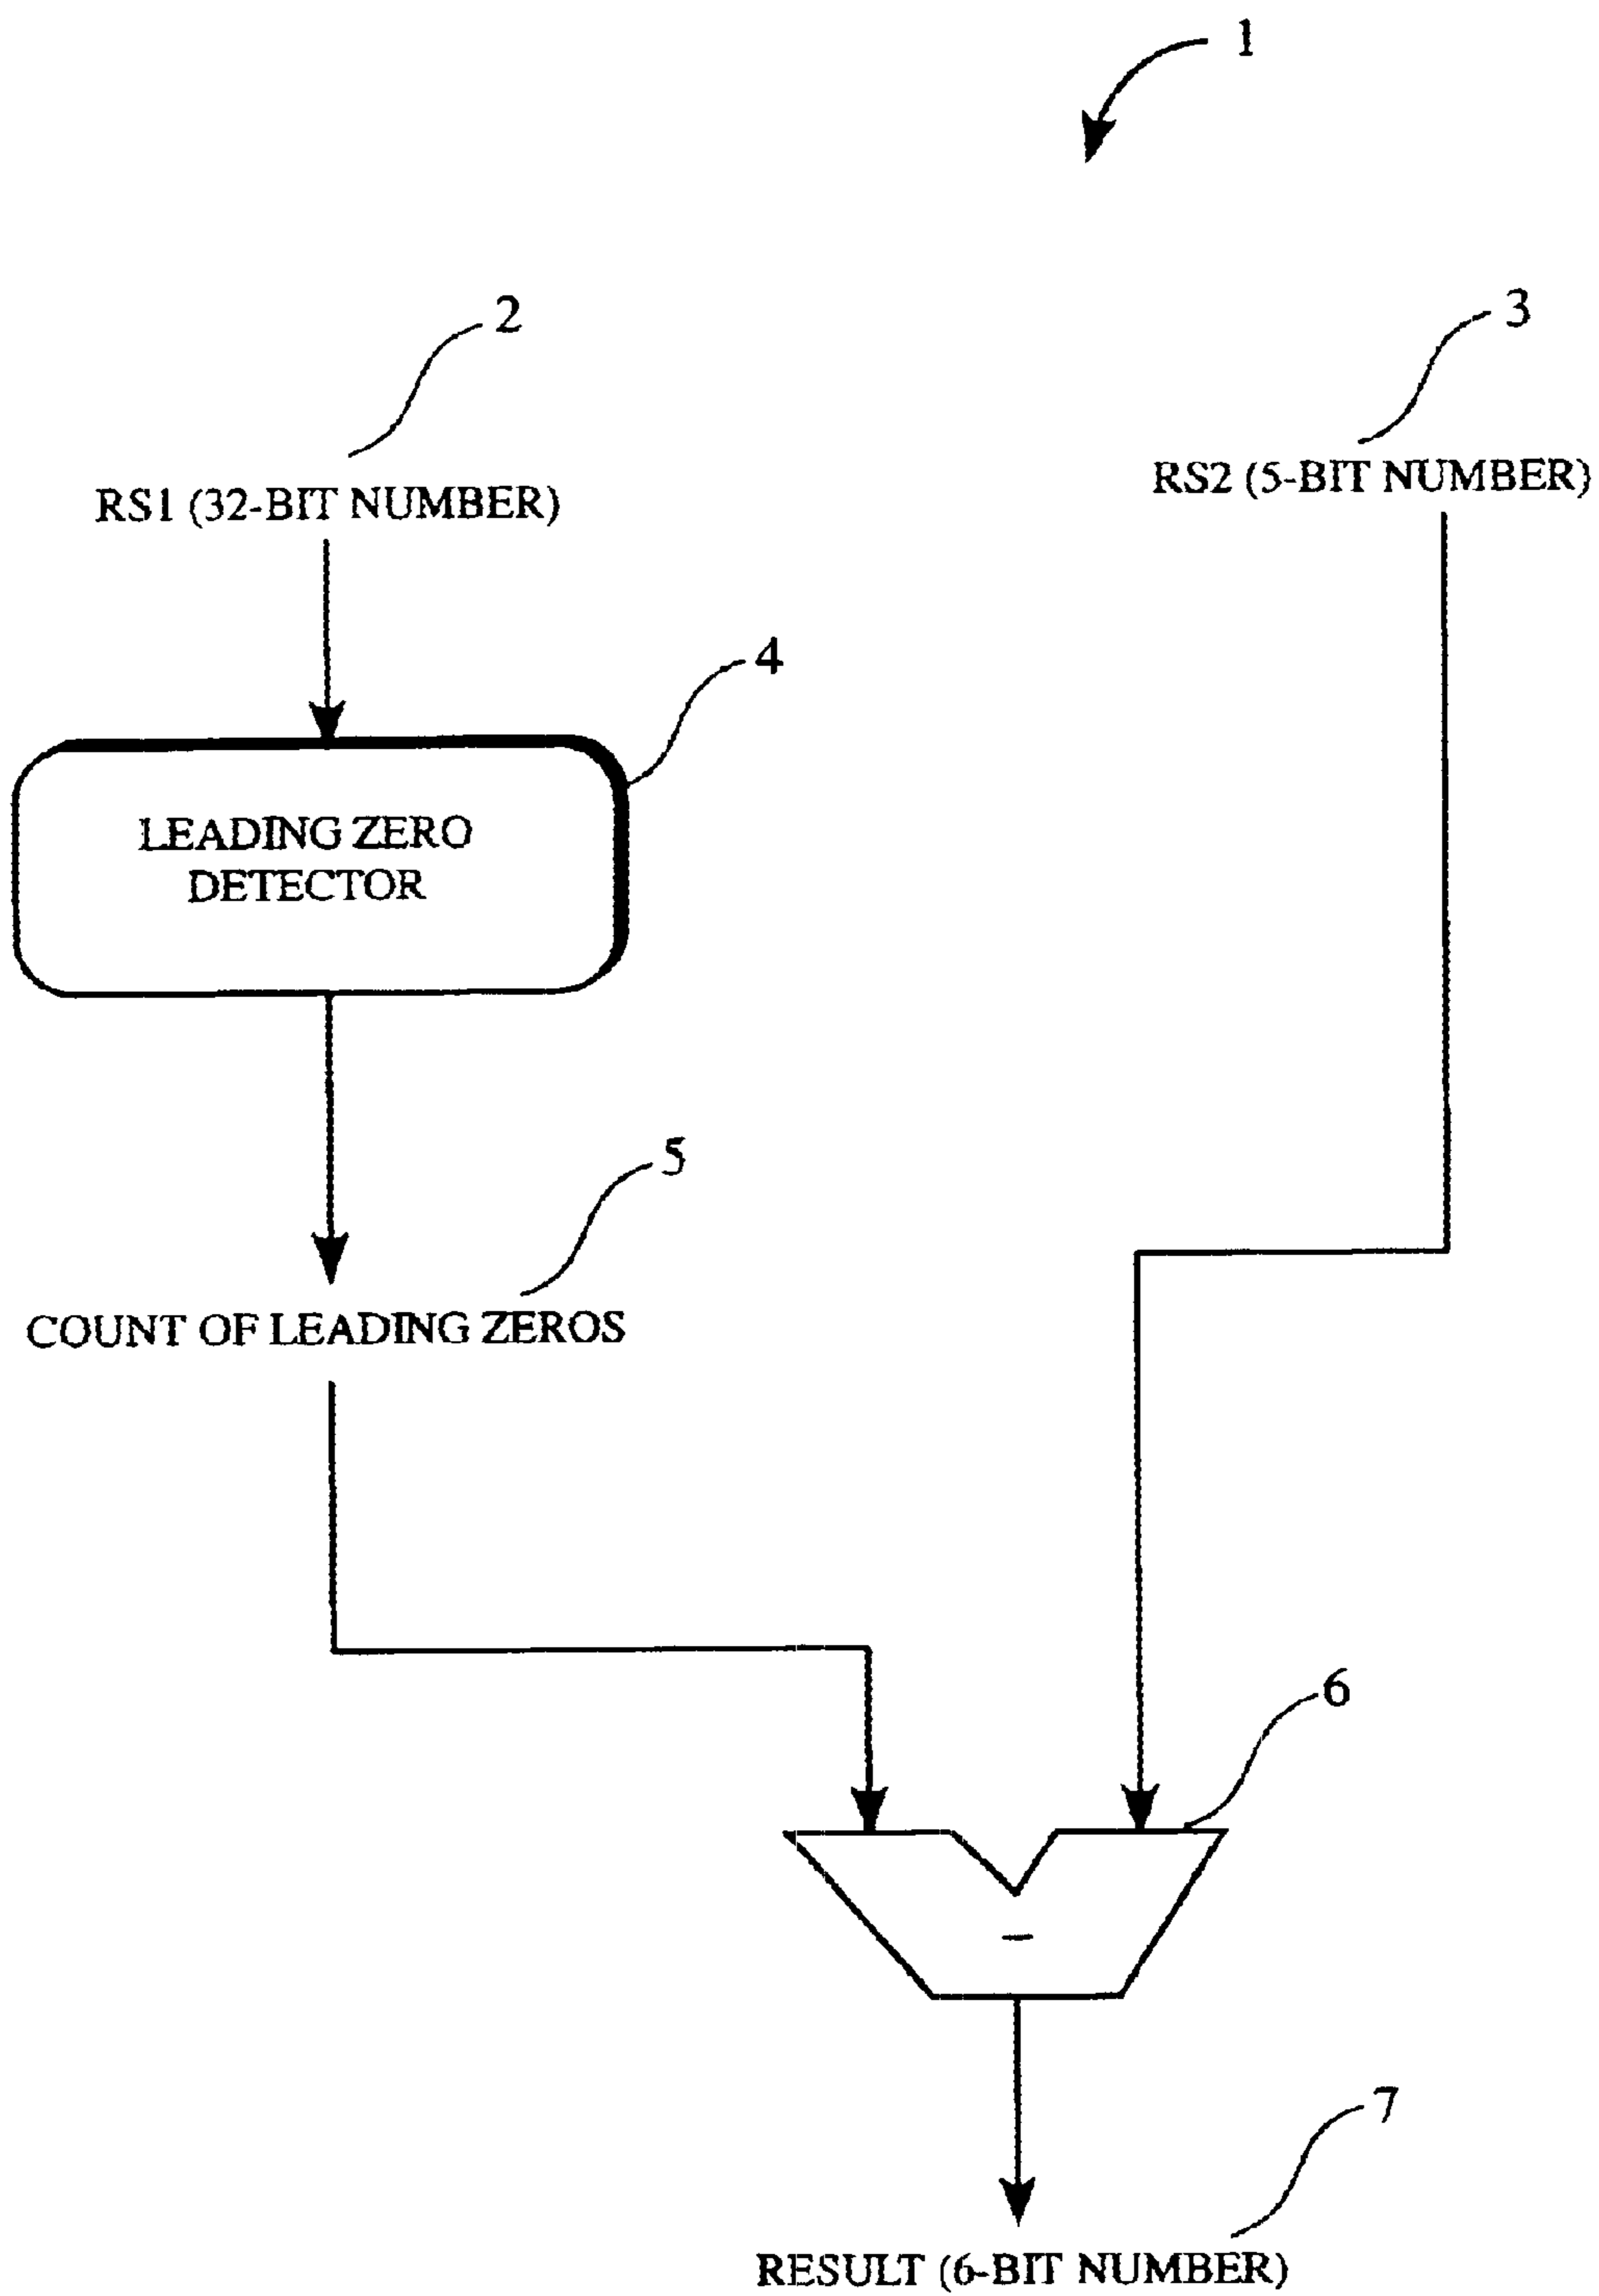 1
2
3
RS1 (32-BIT NUMBER)
RS2 (5-BIT NUMBER)
4
LEADING ZERO
DETECTOR
5
COUNT OF LEADING ZEROS
6
–
7
RESULT (6-BIT NUMBER)